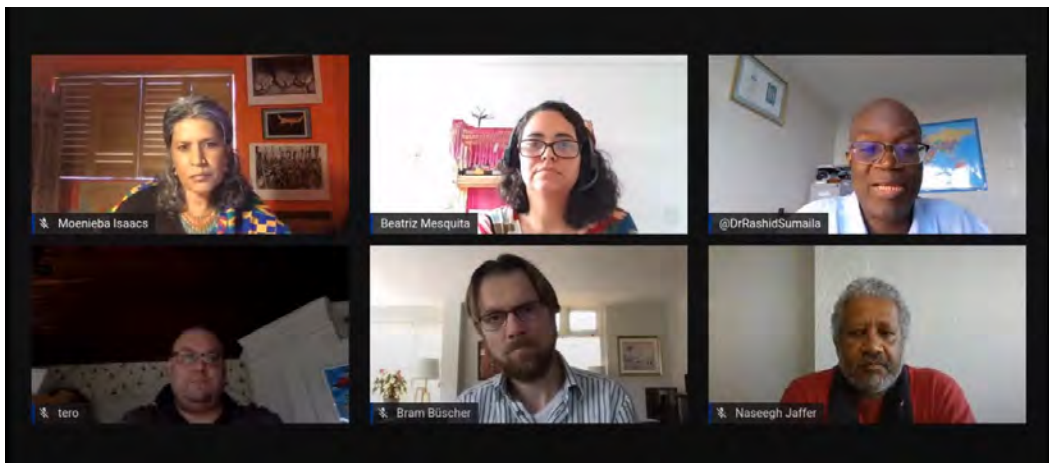 Moenieba Isaacs
Beatriz Mesquita
@DrRashidSumaila
tero
Bram Büscher
Naseegh Jaffer